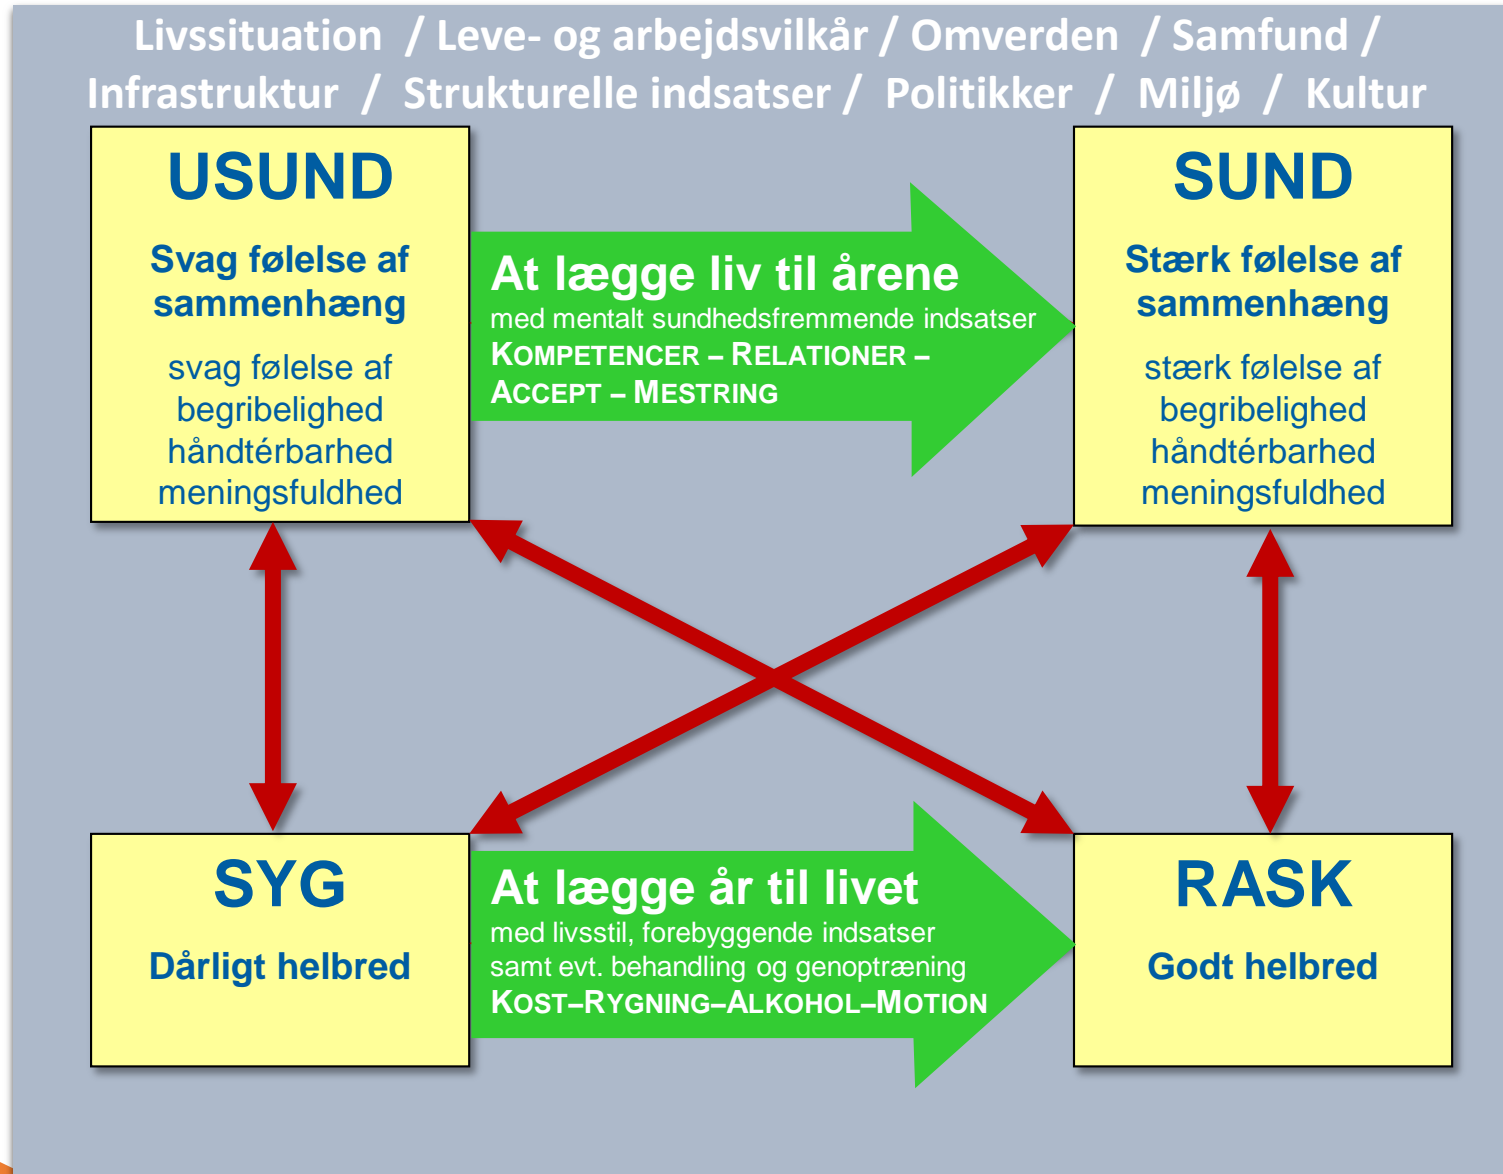 Livssituation / Leve- og arbejdsvilkår / Omverden / Samfund /
Infrastruktur / Strukturelle indsatser / Politikker / Miljø / Kultur
USUND
Svag følelse af
sammenhæng
svag følelse af
begribelighed
håndtérbarhed
meningsfuldhed
At lægge liv til årene
med mentalt sundhedsfremmende indsatser
KOMPETENCER – RELATIONER –
ACCEPT – MESTRING
SUND
Stærk følelse af
sammenhæng
stærk følelse af
begribelighed
håndtérbarhed
meningsfuldhed
SYG
Dårligt helbred
At lægge år til livet
med livsstil, forebyggende indsatser
samt evt. behandling og genoptræning
KOST–RYGNING–ALKOHOL–MOTION
RASK
Godt helbred